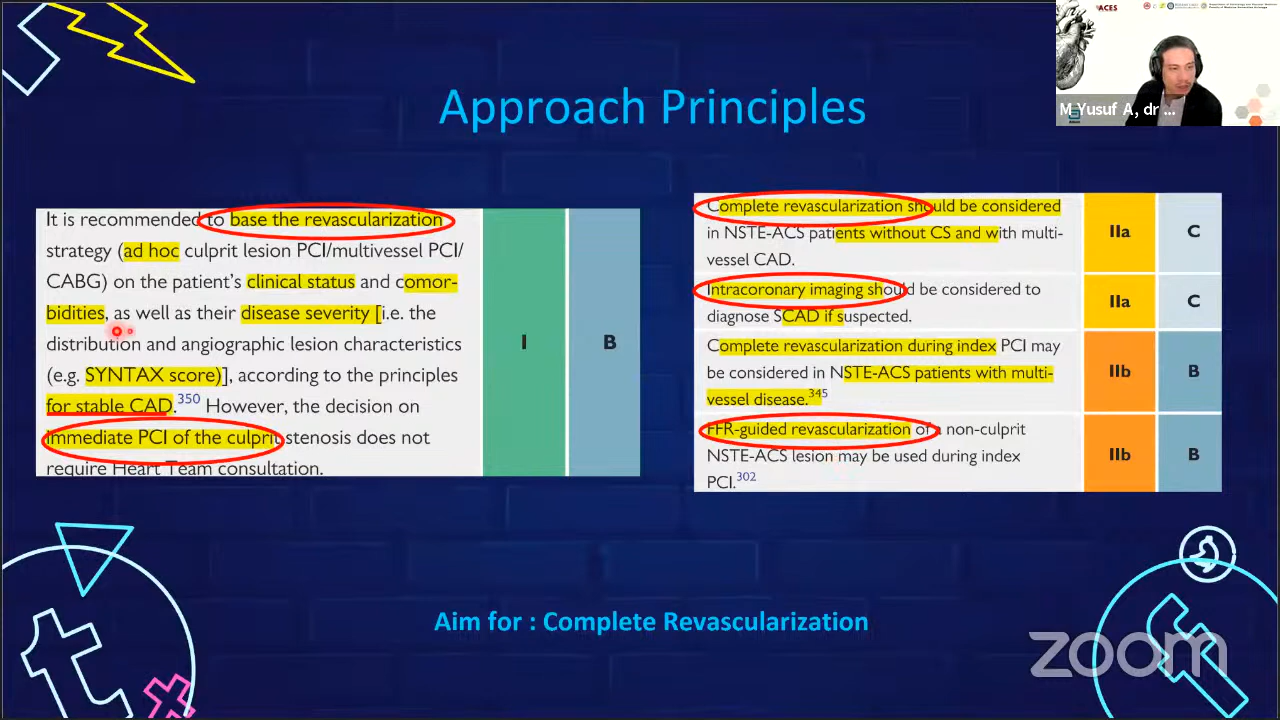 ACES
M Yusuf A, dr ...
Approach Principles
It is recommended to base the revascularization
strategy (ad hoc culprit lesion PCI/multivessel PCI/
CABG) on the patient's clinical status and comor-
bidities, as well as their disease severity [i.e. the
distribution and angiographic lesion characteristics
(e.g. SYNTAX score)], according to the principles
for stable CAD.350 However, the decision on
immediate PCI of the culprit stenosis does not
require Heart Team consultation.
I
B
Complete revascularization should be considered
in NSTE-ACS patients without CS and with multi-
vessel CAD.
IIa
C
Intracoronary imaging should be considered to
diagnose SCAD if suspected.
IIa
C
Complete revascularization during index PCI may
be considered in NSTE-ACS patients with multi-
vessel disease.345
IIb
B
FFR-guided revascularization of a non-culprit
NSTE-ACS lesion may be used during index
PCI.302
IIb
B
Aim for : Complete Revascularization
zoom